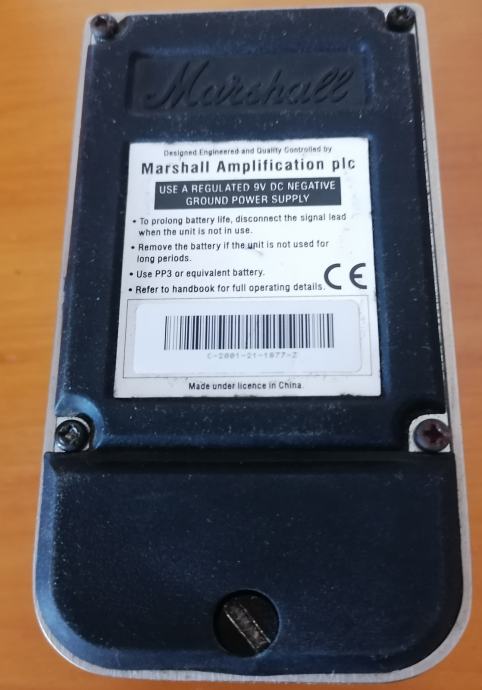 Marshall
Designed Engineered and Quality Controlled by
Marshall Amplification plc
USE A REGULATED 9V DC NEGATIVE
GROUND POWER SUPPLY
• To prolong battery life, disconnect the signal lead
when the unit is not in use.
• Remove the battery if the unit is not used for
long periods.
• Use PP3 or equivalent battery.
• Refer to handbook for full operating details.
CE
C-2001-21-1077-Z
Made under licence in China.